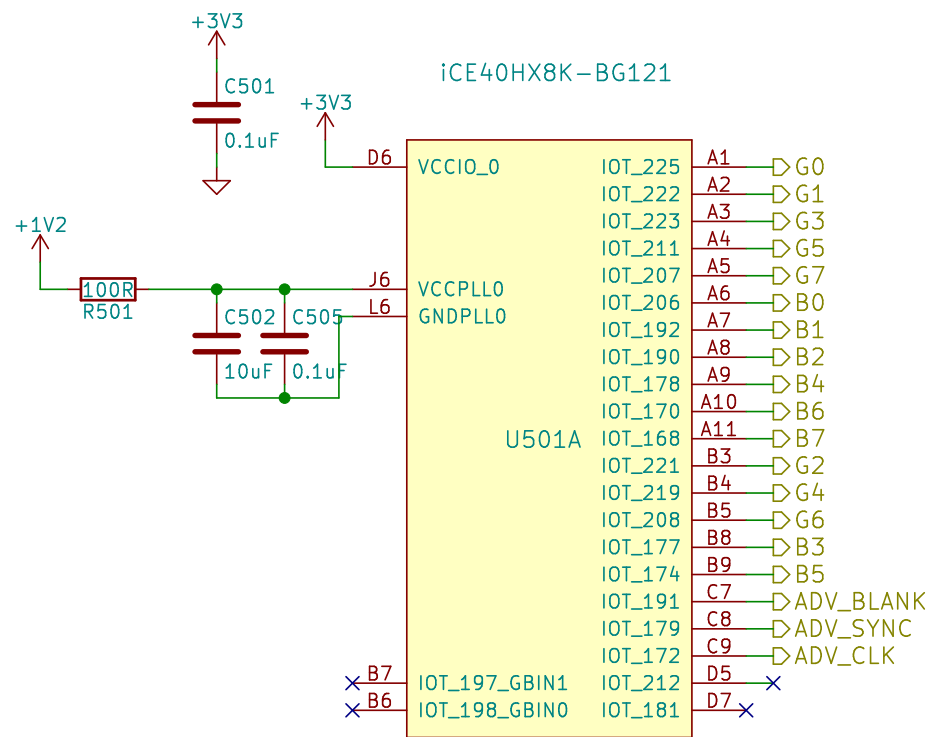 +3V3
iCE40HX8K-BG121
C501
+3V3
0.1uF
D6 VCCIO_0 IOT_225 A1 G0
IOT_222 A2 G1
IOT_223 A3 G3
+1V2
IOT_211 A4 G5
IOT_207 A5 G7
100R J6 VCCPLL0
R501
IOT_206 A6 B0
C502 C505 L6 GNDPLL0
IOT_192 A7 B1
IOT_190 A8 B2
10uF 0.1uF
IOT_178 A9 B4
IOT_170 A10 B6
U501A IOT_168 A11 B7
IOT_221 B3 G2
IOT_219 B4 G4
IOT_208 B5 G6
IOT_177 B8 B3
IOT_174 B9 B5
IOT_191 C7 ADV_BLANK
IOT_179 C8 ADV_SYNC
IOT_172 C9 ADV_CLK
B7 IOT_197_GBIN1 IOT_212 D5
B6 IOT_198_GBIN0 IOT_181 D7